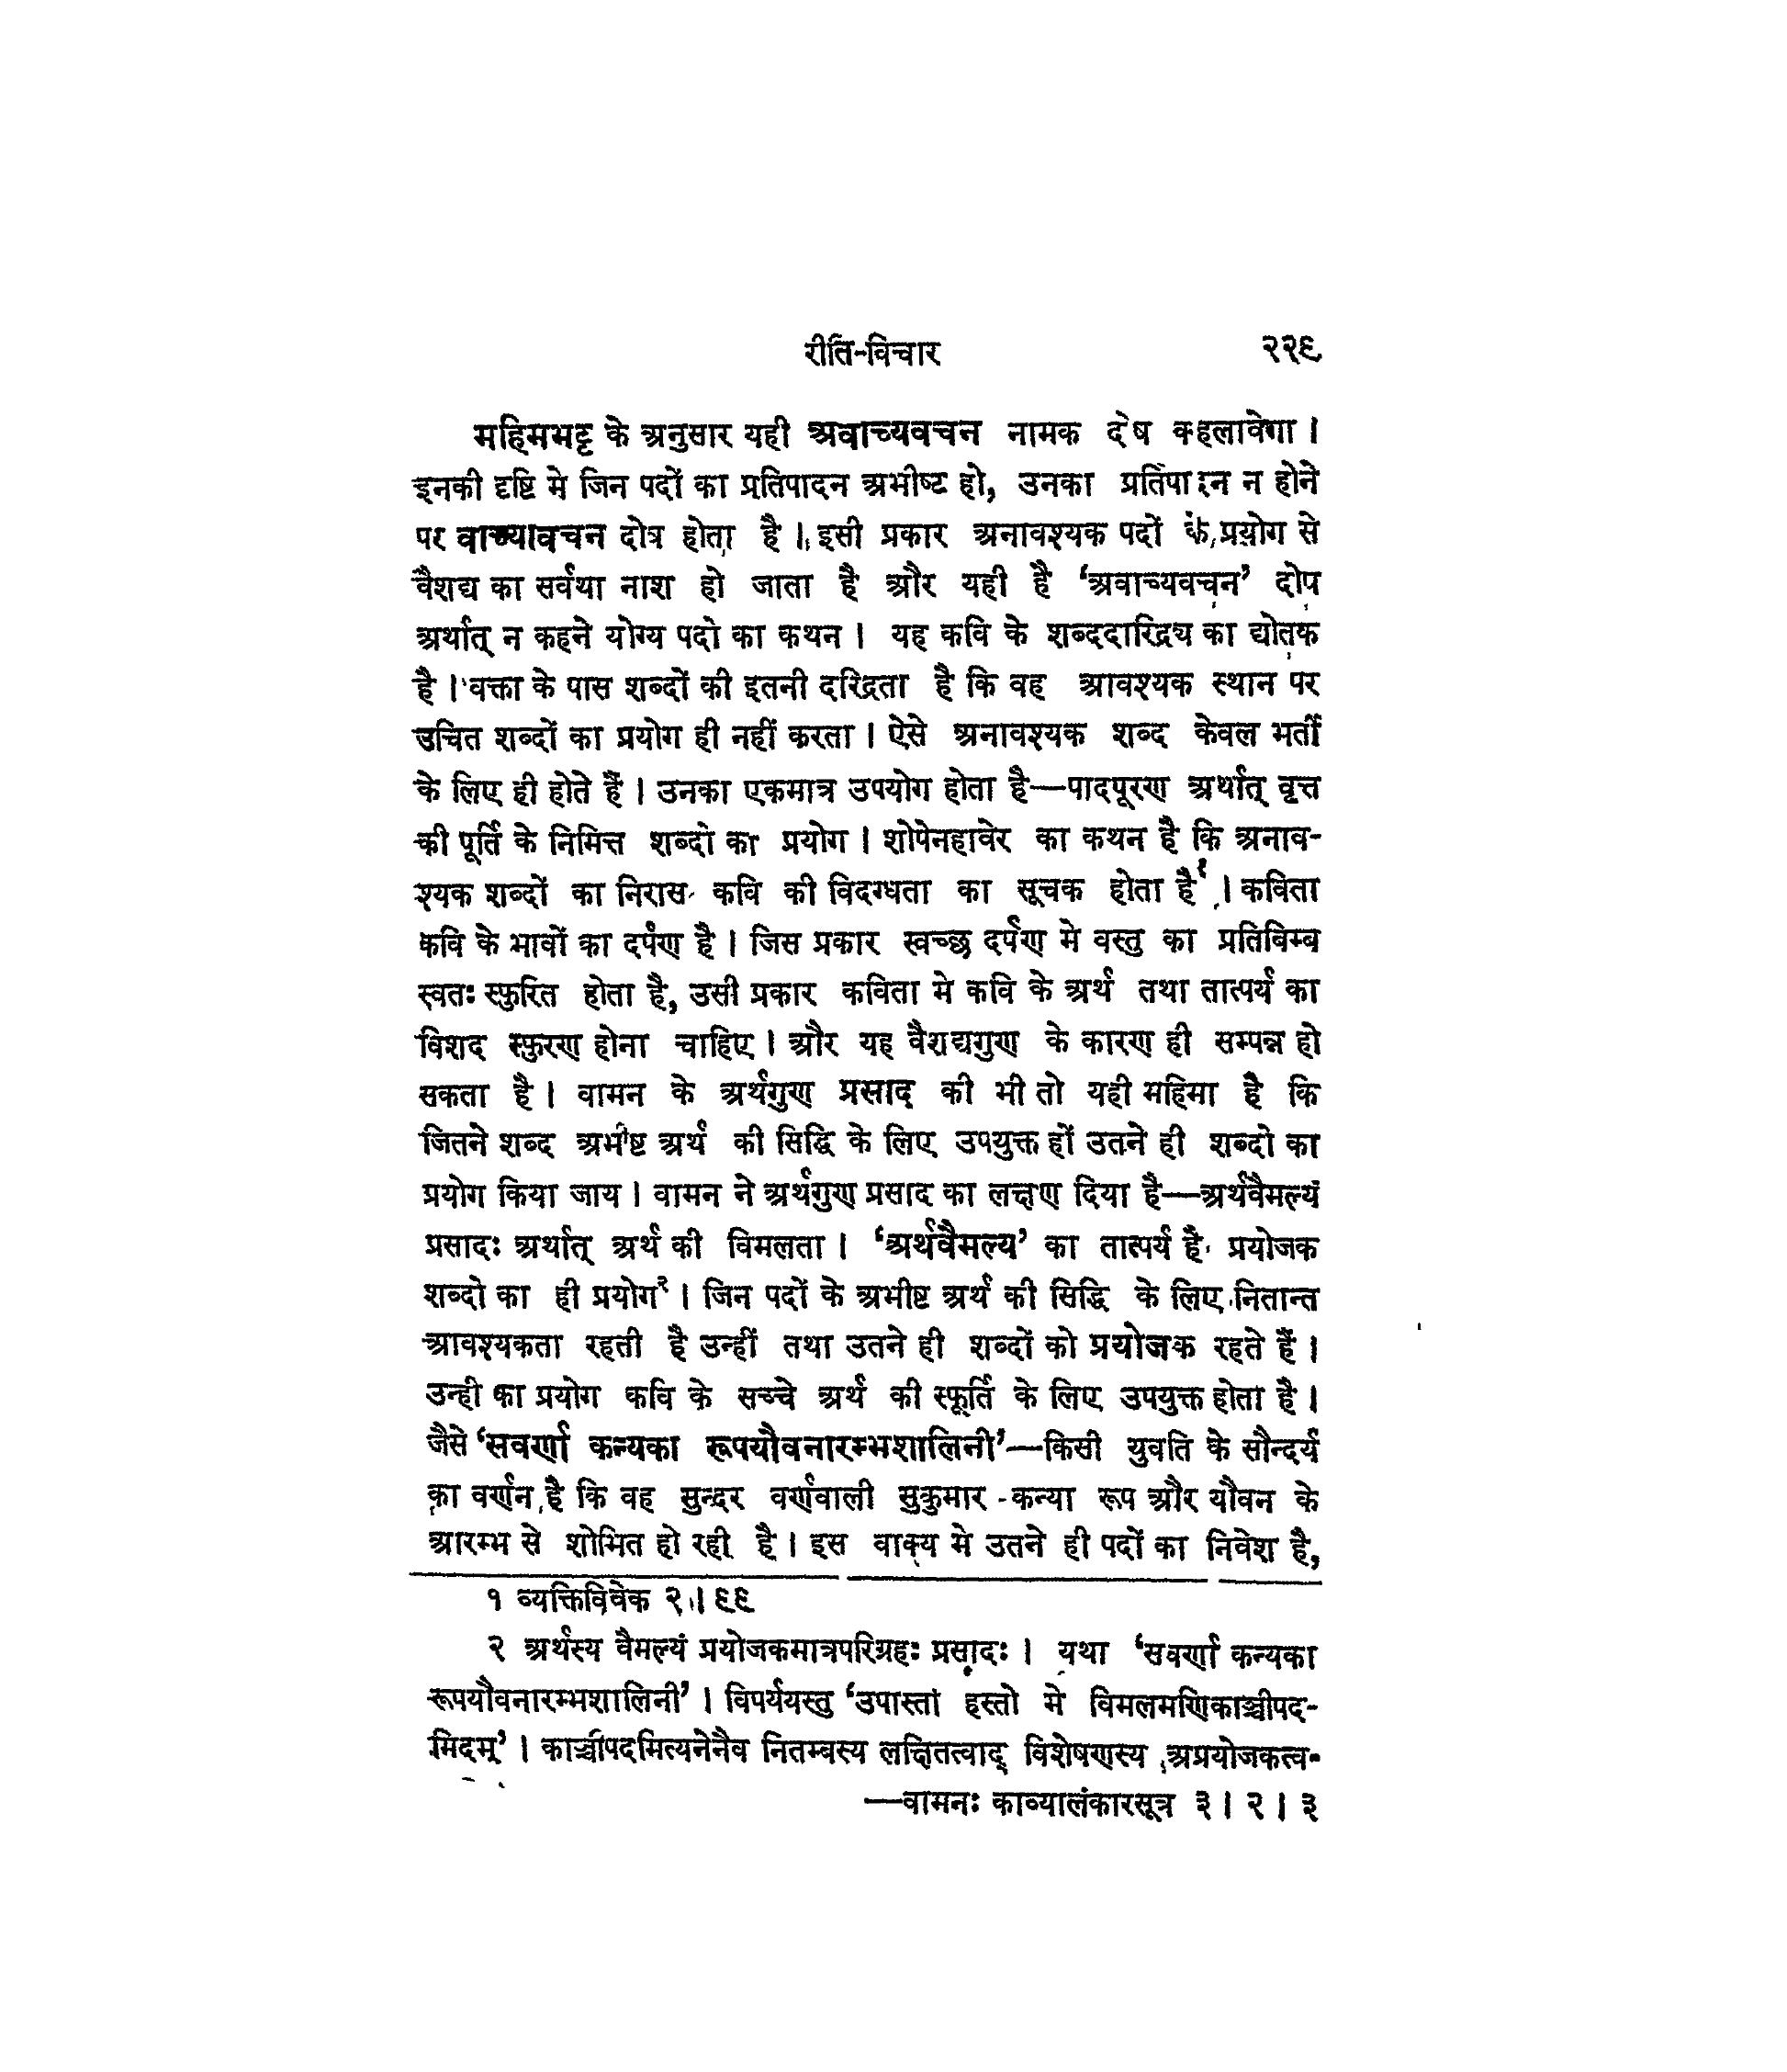 रीति-विचार २२९
महिमभट्ट के अनुसार यही अवाच्यवचन नामक दोष कहलावेगा ।
इनकी दृष्टि मे जिन पदों का प्रतिपादन अभीष्ट हो, उनका प्रतिपादन न होने
पर वाच्यावचन दोष होता है । इसी प्रकार अनावश्यक पदों के प्रयोग से
वैशद्य का सर्वथा नाश हो जाता है और यही है ‘अवाच्यवचन’ दोष
अर्थात् न कहने योग्य पदो का कथन । यह कवि के शब्ददारिद्र्य का द्योतक
है । वक्ता के पास शब्दों की इतनी दरिद्रता है कि वह आवश्यक स्थान पर
उचित शब्दों का प्रयोग ही नहीं करता । ऐसे अनावश्यक शब्द केवल भर्ती
के लिए ही होते हैं । उनका एकमात्र उपयोग होता है—पादपूरण अर्थात् वृत्त
की पूर्ति के निमित्त शब्दो का प्रयोग । शोपेनहावेर का कथन है कि अनाव-
श्यक शब्दों का निरास कवि की विदग्धता का सूचक होता है¹ । कविता
कवि के भावों का दर्पण है । जिस प्रकार स्वच्छ दर्पण मे वस्तु का प्रतिविम्ब
स्वतः स्फुरित होता है, उसी प्रकार कविता मे कवि के अर्थ तथा तात्पर्य का
विशद स्फुरण होना चाहिए । और यह वैशद्यगुण के कारण ही सम्पन्न हो
सकता है । वामन के अर्थगुण प्रसाद की भी तो यही महिमा है कि
जितने शब्द अभीष्ट अर्थ की सिद्धि के लिए उपयुक्त हों उतने ही शब्दो का
प्रयोग किया जाय । वामन ने अर्थगुण प्रसाद का लक्षण दिया है—अर्थवैमल्यं
प्रसादः अर्थात् अर्थ की विमलता । ‘अर्थवैमल्य’ का तात्पर्य है प्रयोजक
शब्दो का ही प्रयोग² । जिन पदों के अभीष्ट अर्थ की सिद्धि के लिए नितान्त
आवश्यकता रहती है उन्हीं तथा उतने ही शब्दों को प्रयोजक रहते हैं ।
उन्ही का प्रयोग कवि के सच्चे अर्थ की स्फूर्ति के लिए उपयुक्त होता है ।
जैसे ‘सवर्णा कन्यका रूपयौवनारम्भशालिनी’—किसी युवति के सौन्दर्य
का वर्णन है कि वह सुन्दर वर्णवाली सुकुमार कन्या रूप और यौवन के
आरम्भ से शोभित हो रही है । इस वाक्य मे उतने ही पदों का निवेश है,
१ व्यक्तिविवेक २।९९
२ अर्थस्य वैमल्यं प्रयोजकमात्रपरिग्रहः प्रसादः । यथा ‘सवर्णा कन्यका
रूपयौवनारम्भशालिनी’ । विपर्ययस्तु ‘उपास्तां हस्तो मे विमलमणिकाञ्चीपद-
मिदम्’ । काञ्चीपदमित्यनेनैव नितम्बस्य लक्षितत्वाद् विशेषणस्य अप्रयोजकत्व-
—वामनः काव्यालंकारसूत्र ३ । २ । ३